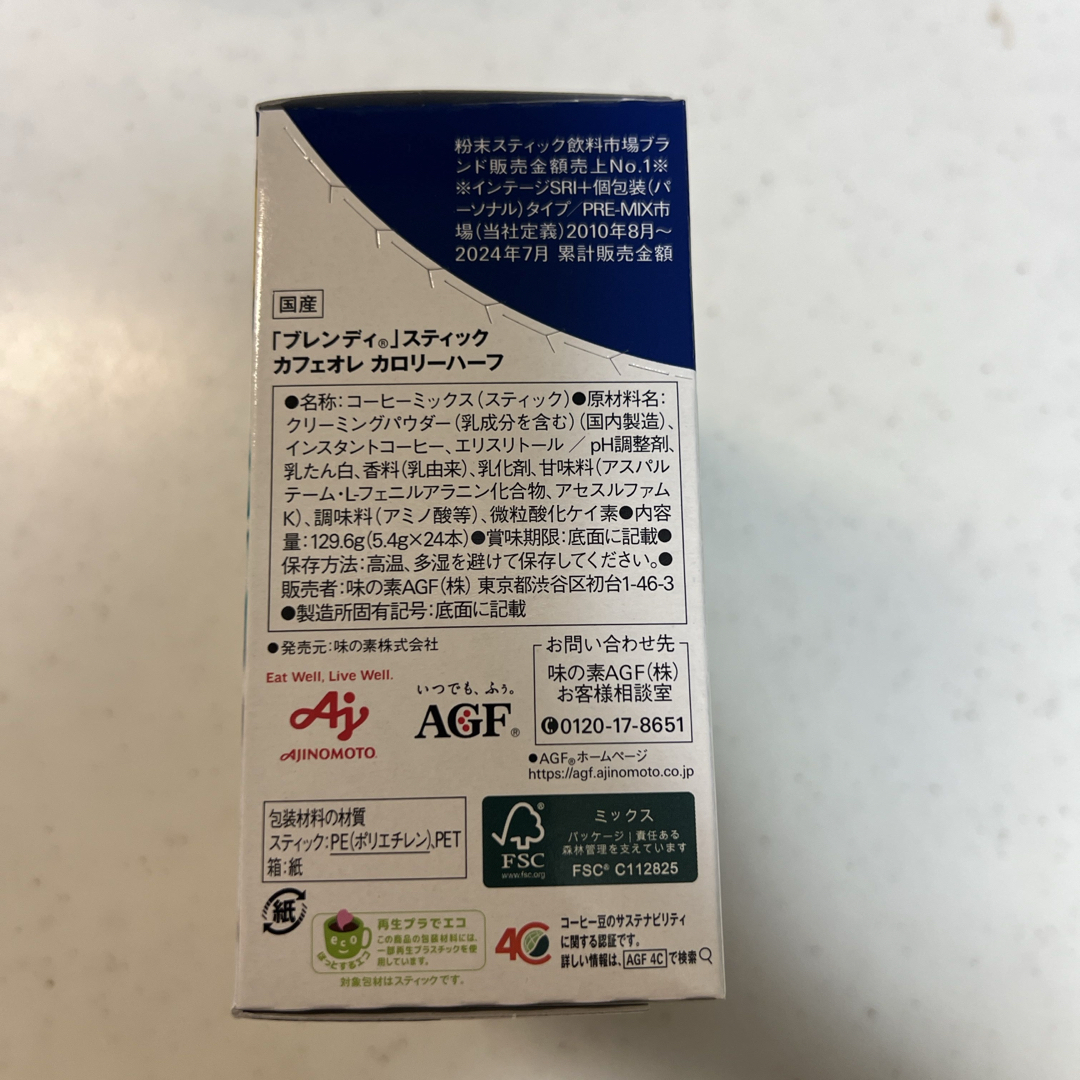 粉末スティック飲料市場ブラ
ンド販売金額売上No.1※
※インテージSRI+個包装(パ
ーソナル)タイプ/PRE-MIX市
場(当社定義)2010年8月〜
2024年7月 累計販売金額
国産
「ブレンディ®」スティック
カフェオレ カロリーハーフ
●名称:コーヒーミックス(スティック)●原材料名:
クリーミングパウダー(乳成分を含む)(国内製造)、
インスタントコーヒー、エリスリトール / pH調整剤、
乳たん白、香料(乳由来)、乳化剤、甘味料(アスパル
テーム・L-フェニルアラニン化合物、アセスルファム
K)、調味料(アミノ酸等)、微粒酸化ケイ素●内容
量:129.6g(5.4g×24本)●賞味期限:底面に記載●
保存方法:高温、多湿を避けて保存してください。●
販売者:味の素AGF(株) 東京都渋谷区初台1-46-3
●製造所固有記号:底面に記載
●発売元:味の素株式会社
Eat Well, Live Well.
Aj
AJINOMOTO
いつでも、ふぅ。
AGF®
お問い合わせ先
味の素AGF(株)
お客様相談室
0120-17-8651
●AGF®ホームページ
https://agf.ajinomoto.co.jp
包装材料の材質
スティック:PE(ポリエチレン)、PET
箱:紙
FSC®
www.fsc.org
ミックス
パッケージ|責任ある
森林管理を支えています
FSC® C112825
紙
eco
ほっとするエコ
再生プラでエコ
この商品の包装材料には、
一部再生プラスチックを使
用しています。
対象包材はスティックです。
4C
コーヒー豆のサステナビリティ
に関する認証です。
詳しい情報は、AGF 4Cで検索